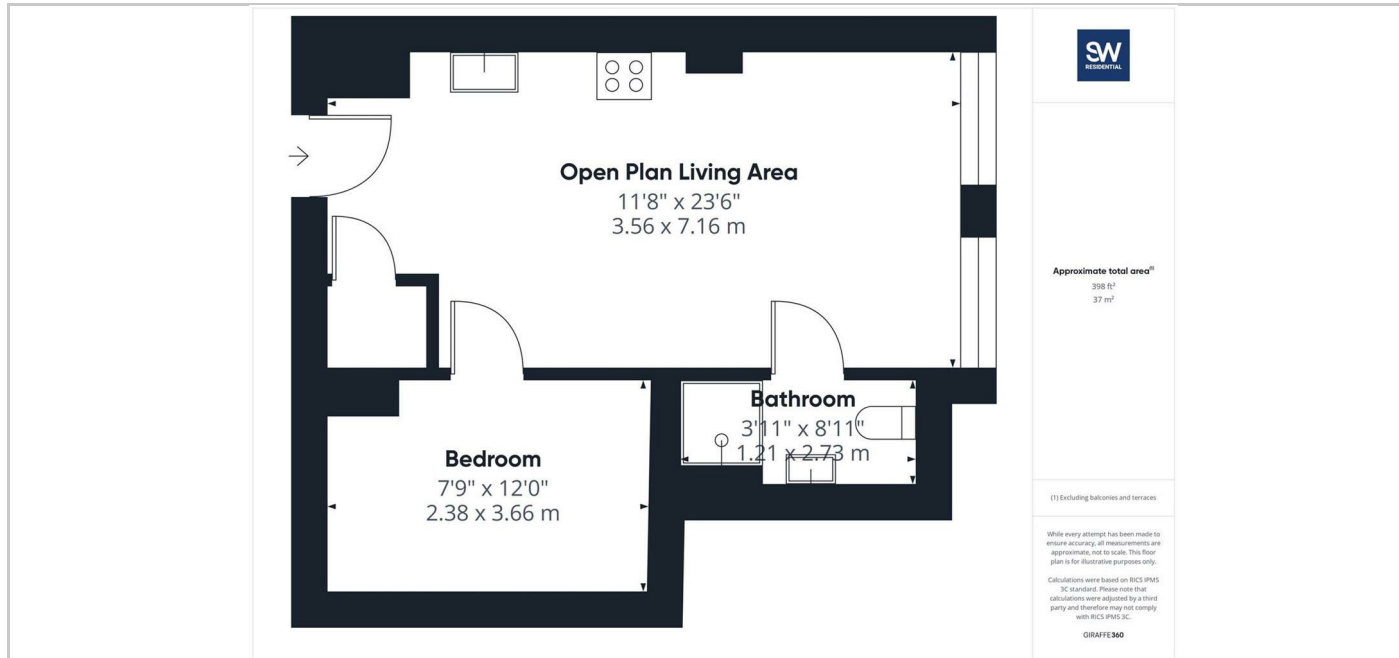 SW
RESIDENTIAL
Open Plan Living Area
11'8" x 23'6"
3.56 x 7.16 m
Bedroom
7'9" x 12'0"
2.38 x 3.66 m
Bathroom
3'11" x 8'11"
1.21 x 2.73 m
Approximate total area⁽¹⁾
398 ft²
37 m²
(1) Excluding balconies and terraces
While every attempt has been made to
ensure accuracy, all measurements are
approximate, not to scale. This floor
plan is for illustrative purposes only.
Calculations were based on RICS IPMS
3C standard. Please note that
calculations were adjusted by a third
party and therefore may not comply
with RICS IPMS 3C.
GIRAFFE360